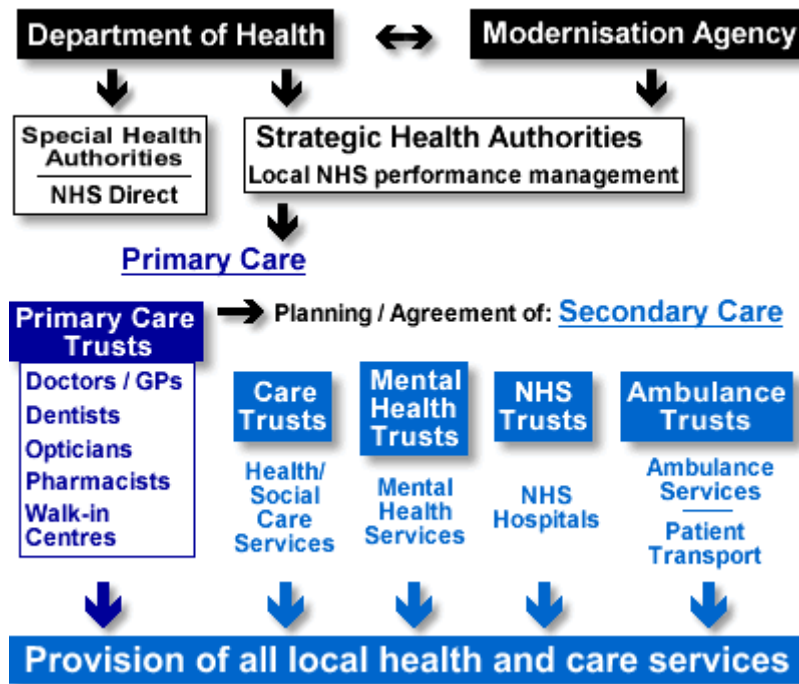 Department of Health
Modernisation Agency
Special Health
Authorities
NHS Direct
Strategic Health Authorities
Local NHS performance management
Primary Care
Primary Care
Trusts
Planning / Agreement of: Secondary Care
Doctors / GPs
Dentists
Opticians
Pharmacists
Walk-in
Centres
Care
Trusts
Health/
Social
Care
Services
Mental
Health
Trusts
Mental
Health
Services
NHS
Trusts
NHS
Hospitals
Ambulance
Trusts
Ambulance
Services
Patient
Transport
Provision of all local health and care services